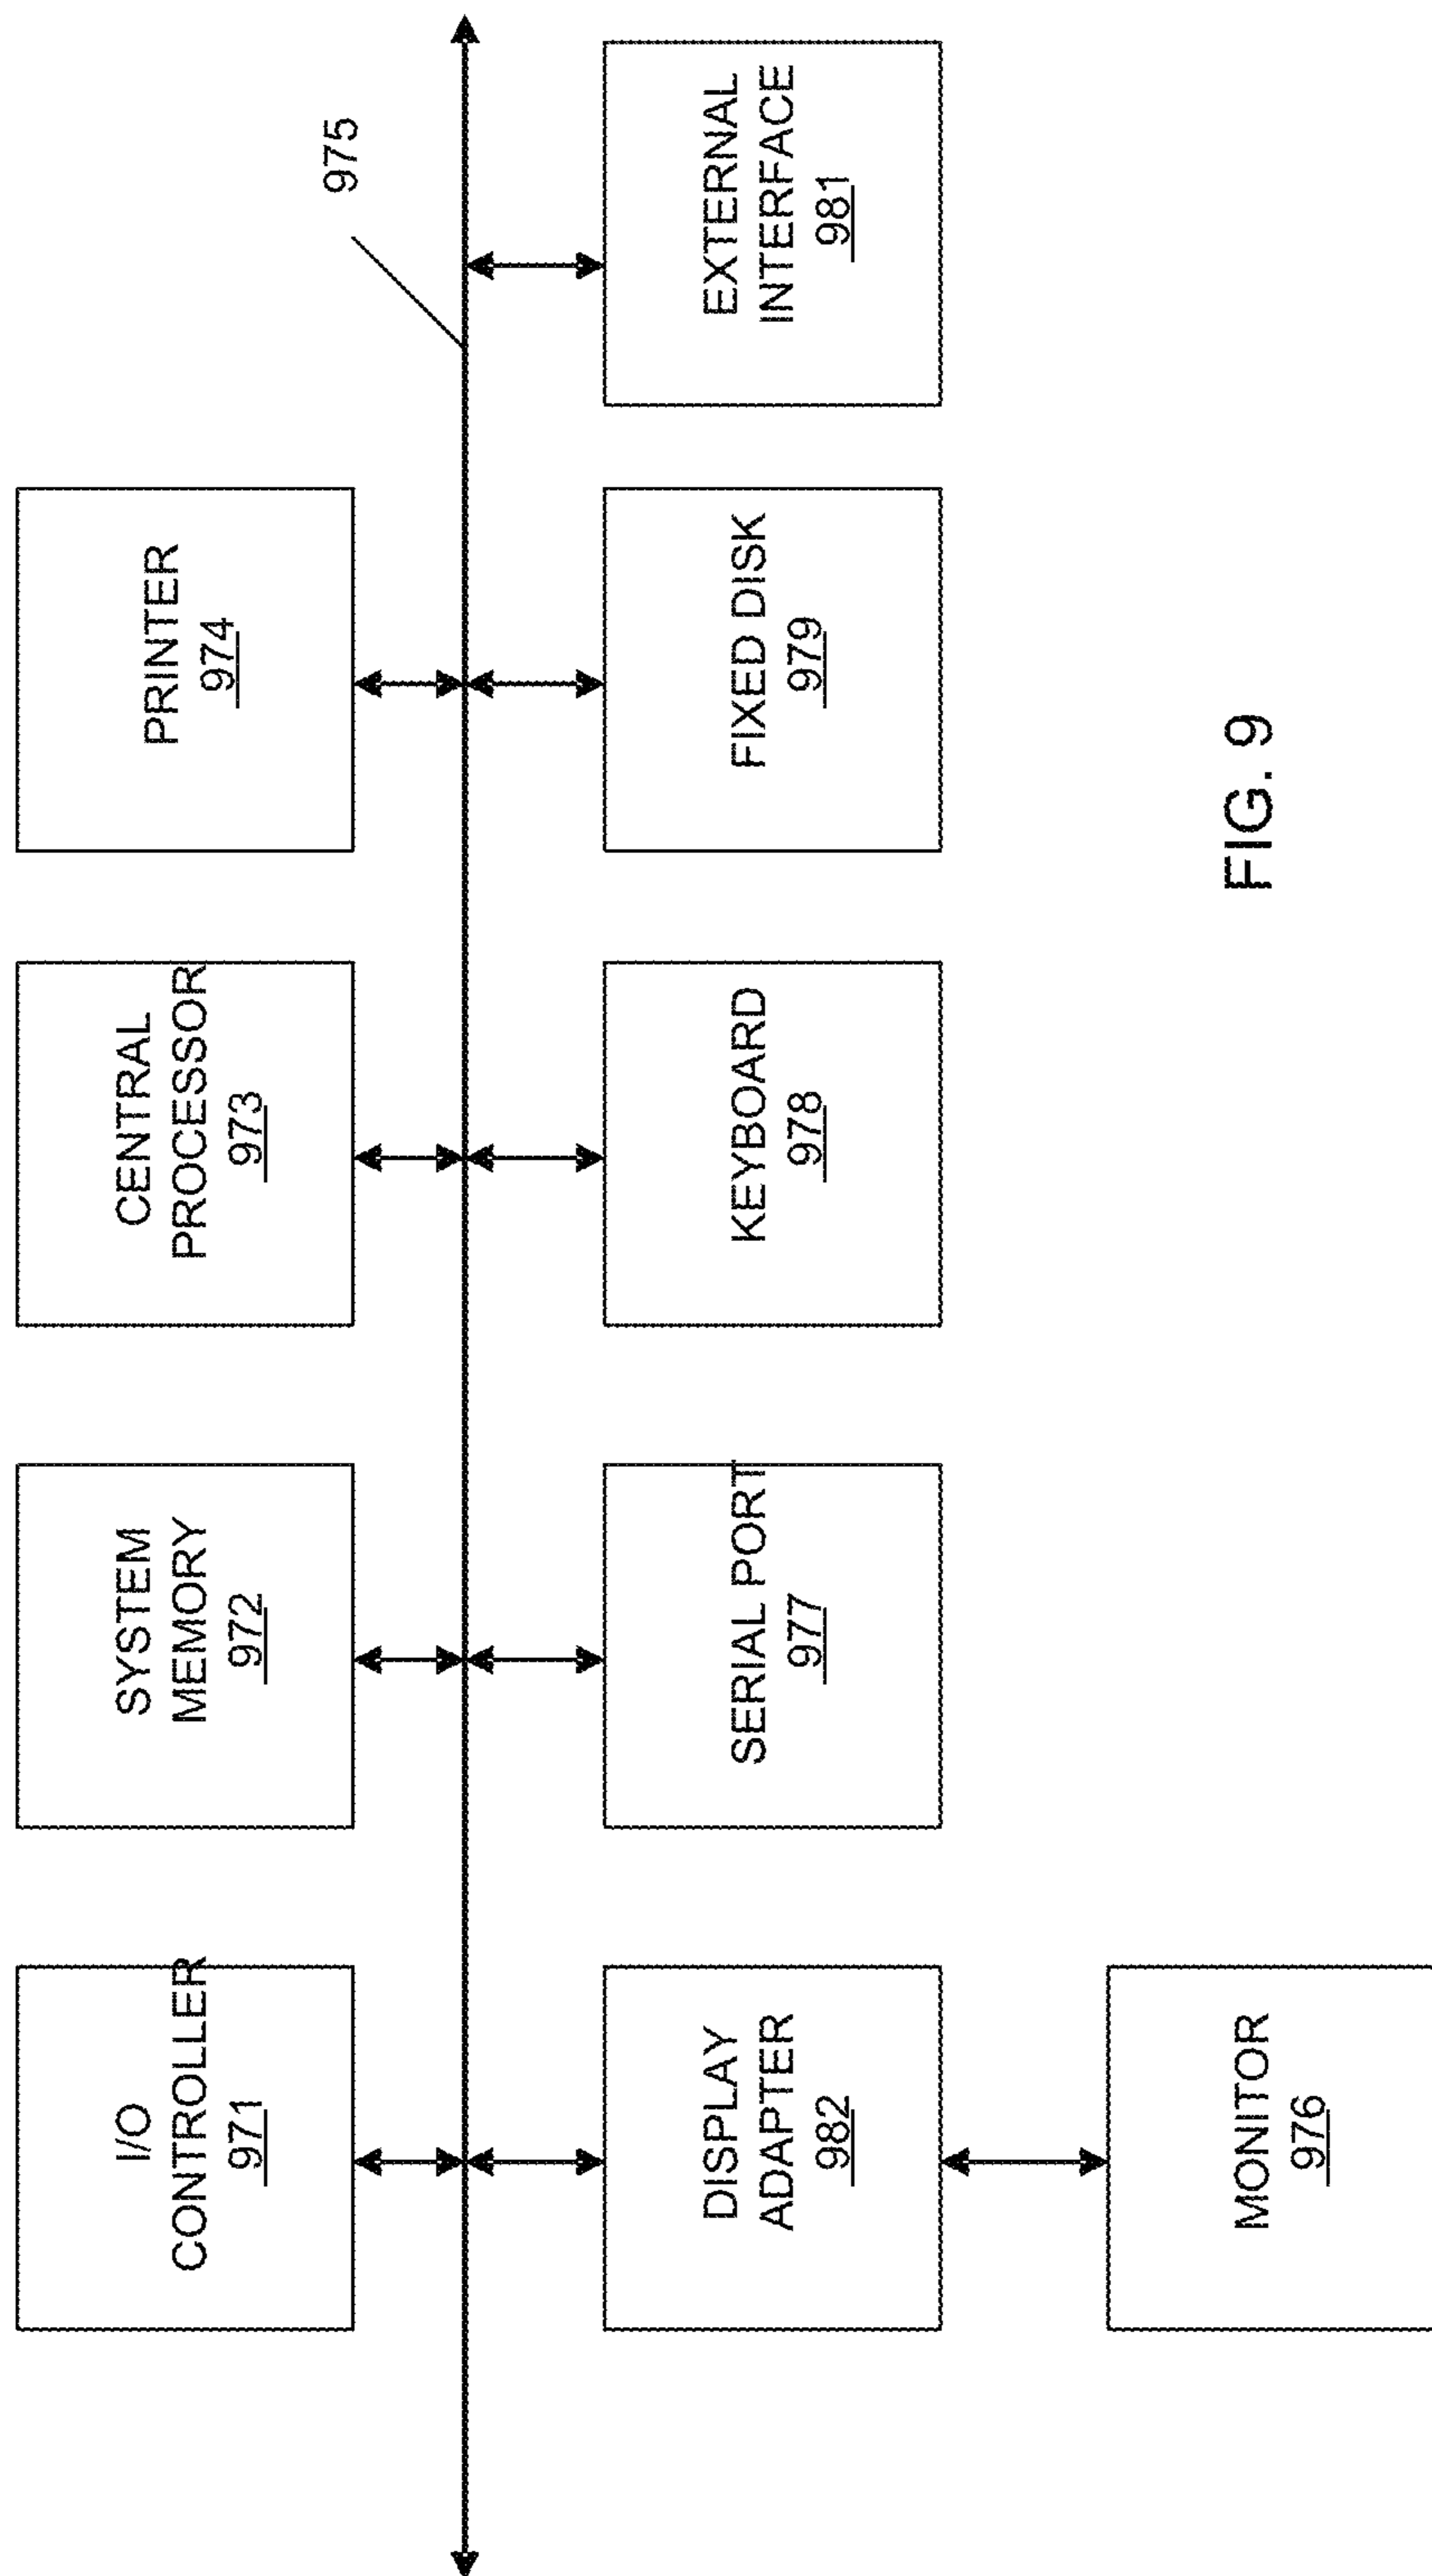 I/O
CONTROLLER
971
SYSTEM
MEMORY
972
CENTRAL
PROCESSOR
973
PRINTER
974
975
DISPLAY
ADAPTER
982
SERIAL PORT
977
KEYBOARD
978
FIXED DISK
979
EXTERNAL
INTERFACE
981
MONITOR
976
FIG. 9